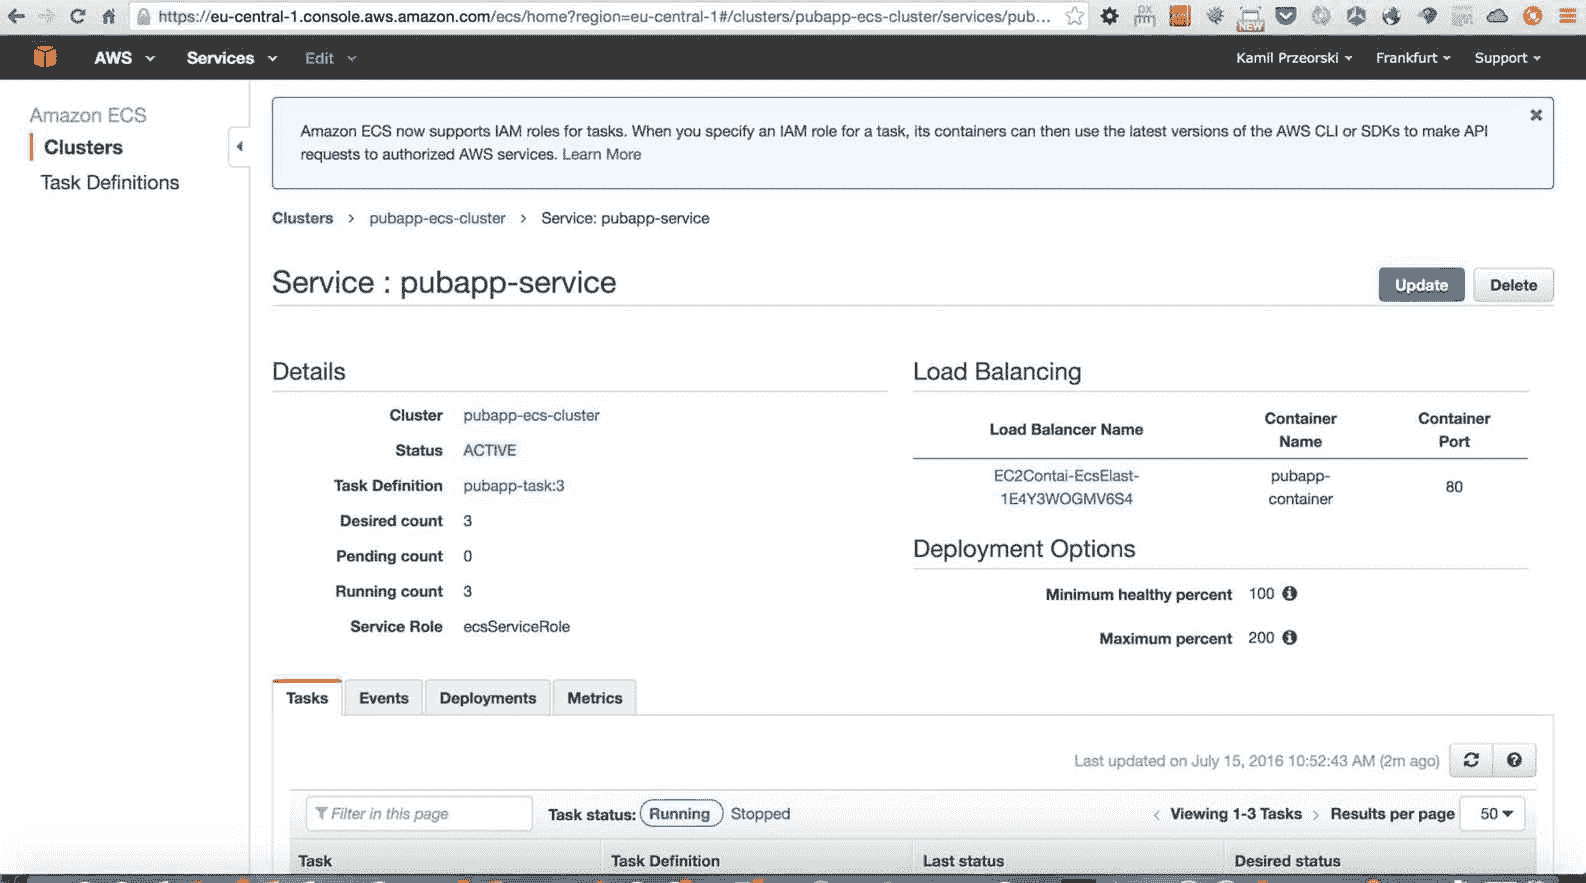 https://eu-central-1.console.aws.amazon.com/ecs/home?region=eu-central-1#/clusters/pubapp-ecs-cluster/services/pub...
NEW
AWS Services Edit Kamil Przeorski Frankfurt Support
Amazon ECS
Clusters
Task Definitions
Amazon ECS now supports IAM roles for tasks. When you specify an IAM role for a task, its containers can then use the latest versions of the AWS CLI or SDKs to make API
requests to authorized AWS services. Learn More
Clusters > pubapp-ecs-cluster > Service: pubapp-service
Service : pubapp-service
Update Delete
Details
Cluster pubapp-ecs-cluster
Status ACTIVE
Task Definition pubapp-task:3
Desired count 3
Pending count 0
Running count 3
Service Role ecsServiceRole
Load Balancing
Load Balancer Name Container Name Container Port
EC2Contai-EcsElast-
1E4Y3WOGMV6S4
pubapp-
container
80
Deployment Options
Minimum healthy percent 100
Maximum percent 200
Tasks Events Deployments Metrics
Last updated on July 15, 2016 10:52:43 AM (2m ago)
Filter in this page Task status: Running Stopped < Viewing 1-3 Tasks > Results per page 50
Task Task Definition Last status Desired status